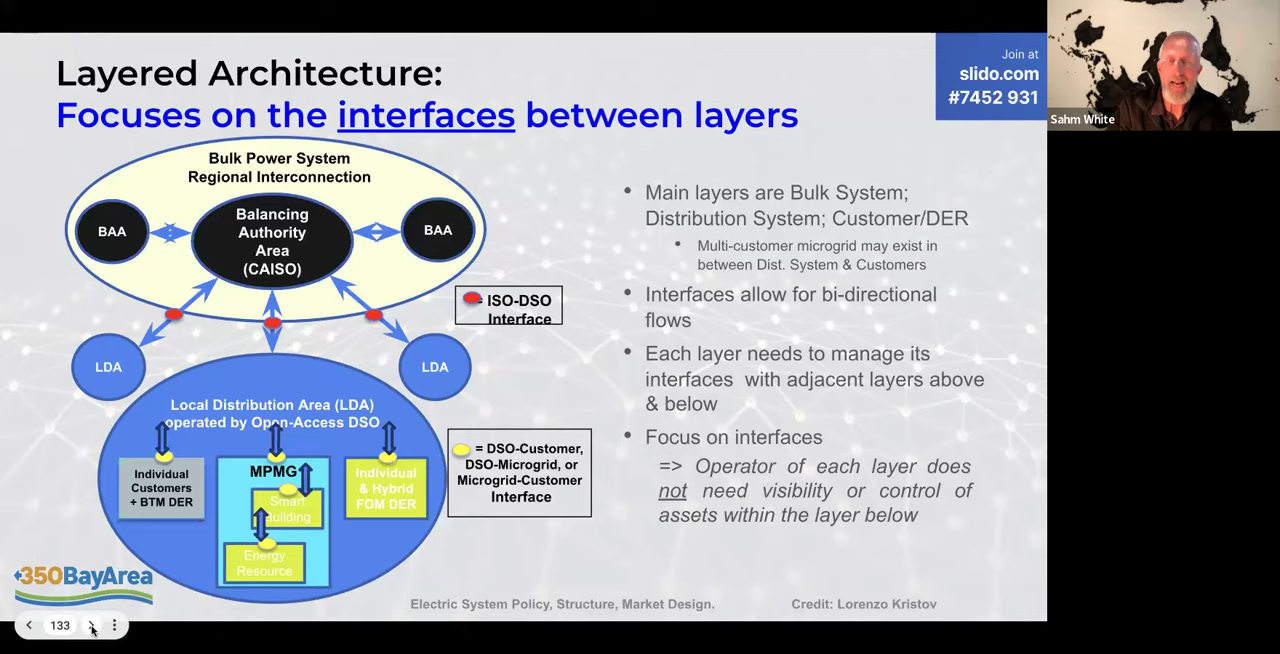 Layered Architecture:
Focuses on the interfaces between layers
Join at
slido.com
#7452 931
Sahm White
Bulk Power System
Regional Interconnection
BAA
Balancing
Authority
Area
(CAISO)
BAA
= ISO-DSO
Interface
LDA
LDA
Local Distribution Area (LDA)
operated by Open-Access DSO
Individual
Customers
+ BTM DER
MPMG
Smart
Building
Energy
Resource
Individual
& Hybrid
FOM DER
= DSO-Customer,
DSO-Microgrid, or
Microgrid-Customer
Interface
• Main layers are Bulk System;
Distribution System; Customer/DER
• Multi-customer microgrid may exist in
between Dist. System & Customers
• Interfaces allow for bi-directional
flows
• Each layer needs to manage its
interfaces with adjacent layers above
& below
• Focus on interfaces
=> Operator of each layer does
not need visibility or control of
assets within the layer below
350BayArea
Electric System Policy, Structure, Market Design.
Credit: Lorenzo Kristov
133